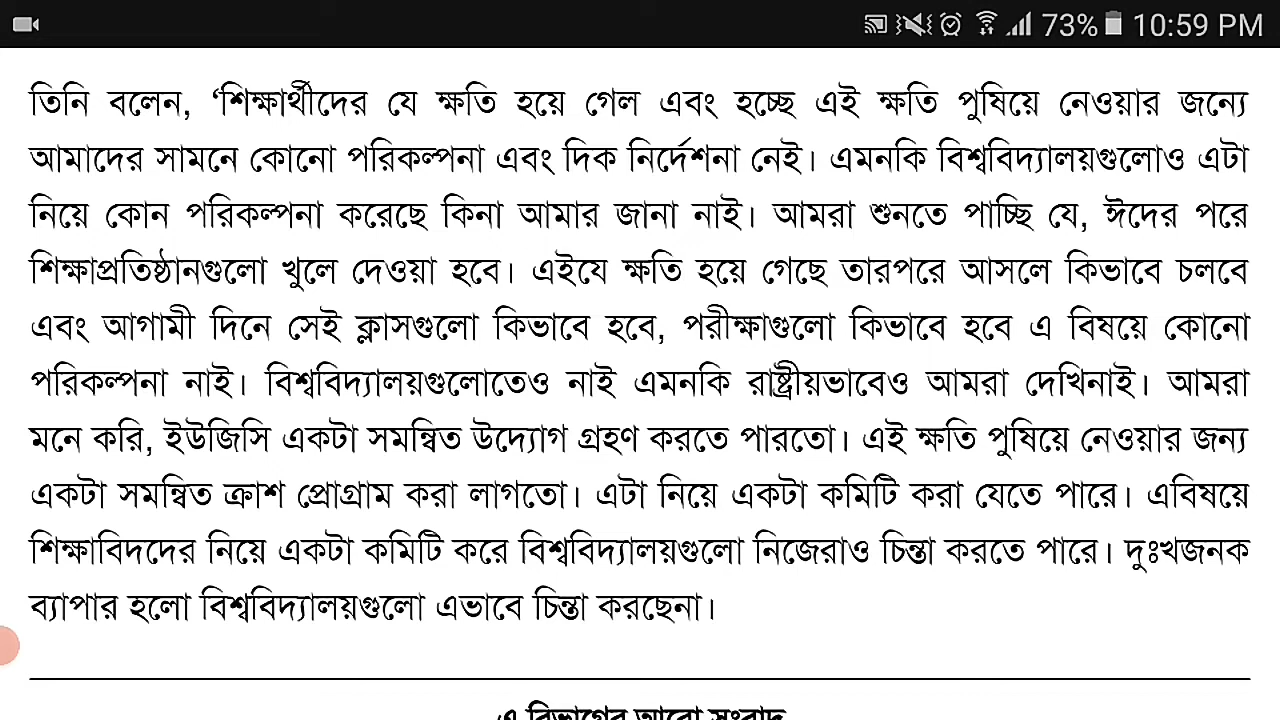 73% 10:59 PM
তিনি বলেন, ‘শিক্ষার্থীদের যে ক্ষতি হয়ে গেল এবং হচ্ছে এই ক্ষতি পুষিয়ে নেওয়ার জন্যে
আমাদের সামনে কোনো পরিকল্পনা এবং দিক নির্দেশনা নেই। এমনকি বিশ্ববিদ্যালয়গুলোও এটা
নিয়ে কোন পরিকল্পনা করেছে কিনা আমার জানা নাই। আমরা শুনতে পাচ্ছি যে, ঈদের পরে
শিক্ষাপ্রতিষ্ঠানগুলো খুলে দেওয়া হবে। এইযে ক্ষতি হয়ে গেছে তারপরে আসলে কিভাবে চলবে
এবং আগামী দিনে সেই ক্লাসগুলো কিভাবে হবে, পরীক্ষাগুলো কিভাবে হবে এ বিষয়ে কোনো
পরিকল্পনা নাই। বিশ্ববিদ্যালয়গুলোতেও নাই এমনকি রাষ্ট্রীয়ভাবেও আমরা দেখিনাই। আমরা
মনে করি, ইউজিসি একটা সমন্বিত উদ্যোগ গ্রহণ করতে পারতো। এই ক্ষতি পুষিয়ে নেওয়ার জন্য
একটা সমন্বিত ক্রাশ প্রোগ্রাম করা লাগতো। এটা নিয়ে একটা কমিটি করা যেতে পারে। এবিষয়ে
শিক্ষাবিদদের নিয়ে একটা কমিটি করে বিশ্ববিদ্যালয়গুলো নিজেরাও চিন্তা করতে পারে। দুঃখজনক
ব্যাপার হলো বিশ্ববিদ্যালয়গুলো এভাবে চিন্তা করছেনা।
এ বিভাগের আরো সংবাদ